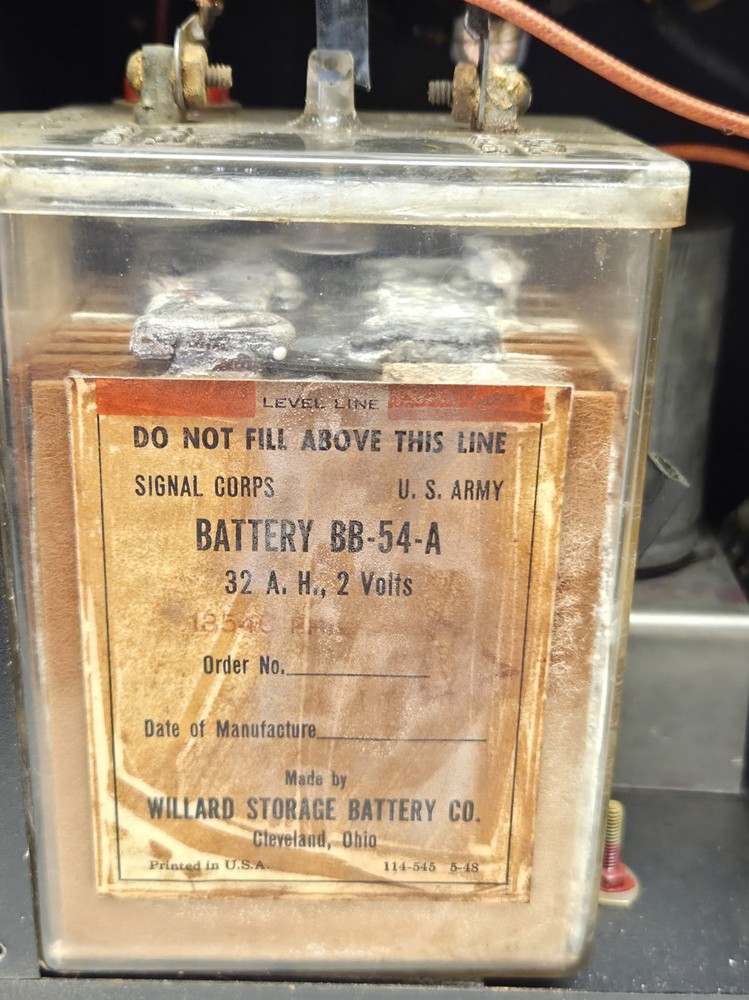 LEVEL LINE
DO NOT FILL ABOVE THIS LINE
SIGNAL CORPS U. S. ARMY
BATTERY BB-54-A
32 A. H., 2 Volts
Order No.
Date of Manufacture
Made by
WILLARD STORAGE BATTERY CO.
Cleveland, Ohio
Printed in U.S.A. 114-545 5-48